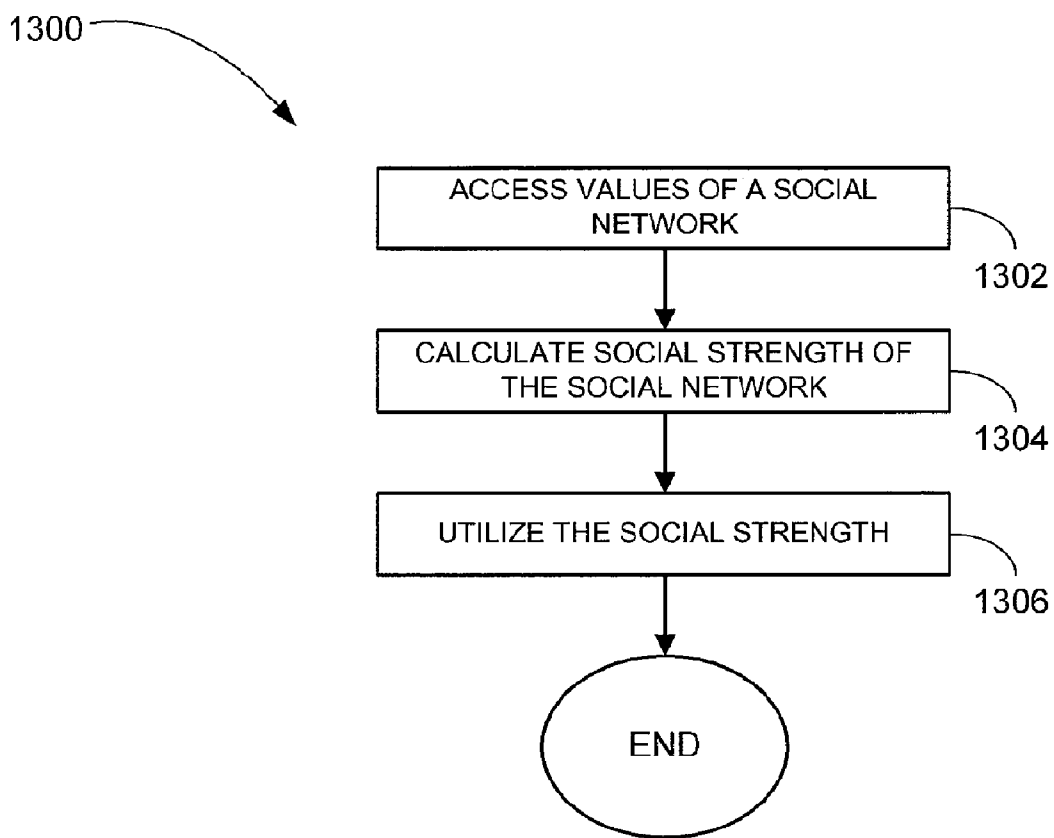 1300
ACCESS VALUES OF A SOCIAL
NETWORK
1302
CALCULATE SOCIAL STRENGTH OF
THE SOCIAL NETWORK
1304
UTILIZE THE SOCIAL STRENGTH
1306
END